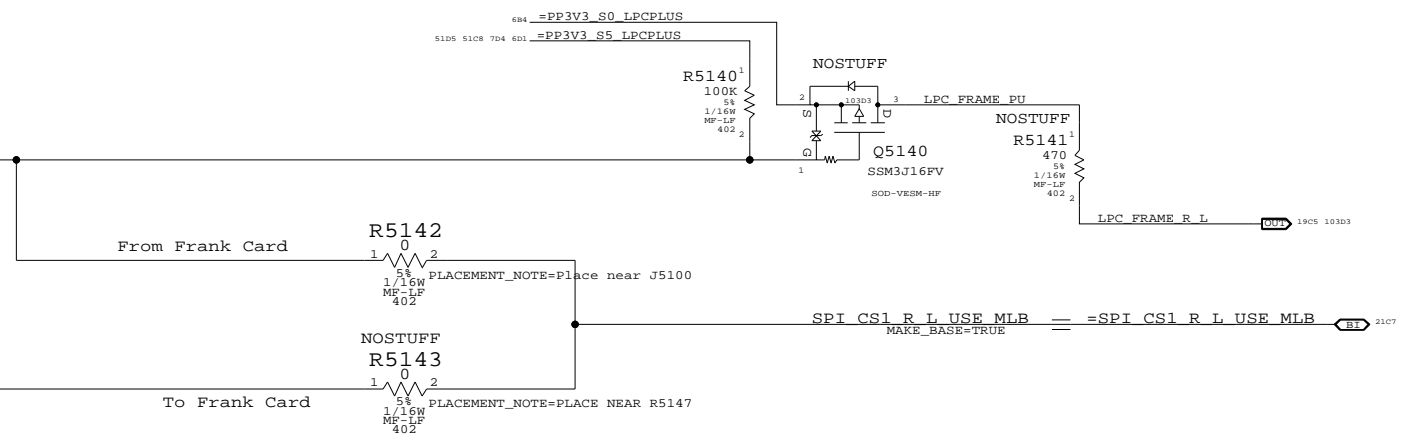 6B4 =PP3V3_S0_LPCPLUS
51D5 51C8 7D4 6D1 =PP3V3_S5_LPCPLUS
NOSTUFF
R5140
1
100K
5%
1/16W
MF-LF
402
2
2
103D3
3
LPC_FRAME_PU
S
D
G
1
Q5140
SSM3J16FV
SOD-VESM-HF
NOSTUFF
R5141
1
470
5%
1/16W
MF-LF
402
2
LPC_FRAME_R_L
OUT
19C5 103D3
From Frank Card
R5142
0
1
2
5%
1/16W
MF-LF
402
PLACEMENT_NOTE=Place near J5100
SPI_CS1_R_L_USE_MLB
MAKE_BASE=TRUE
=SPI_CS1_R_L_USE_MLB
BI
21C7
NOSTUFF
R5143
0
1
2
To Frank Card
5%
1/16W
MF-LF
402
PLACEMENT_NOTE=PLACE NEAR R5147